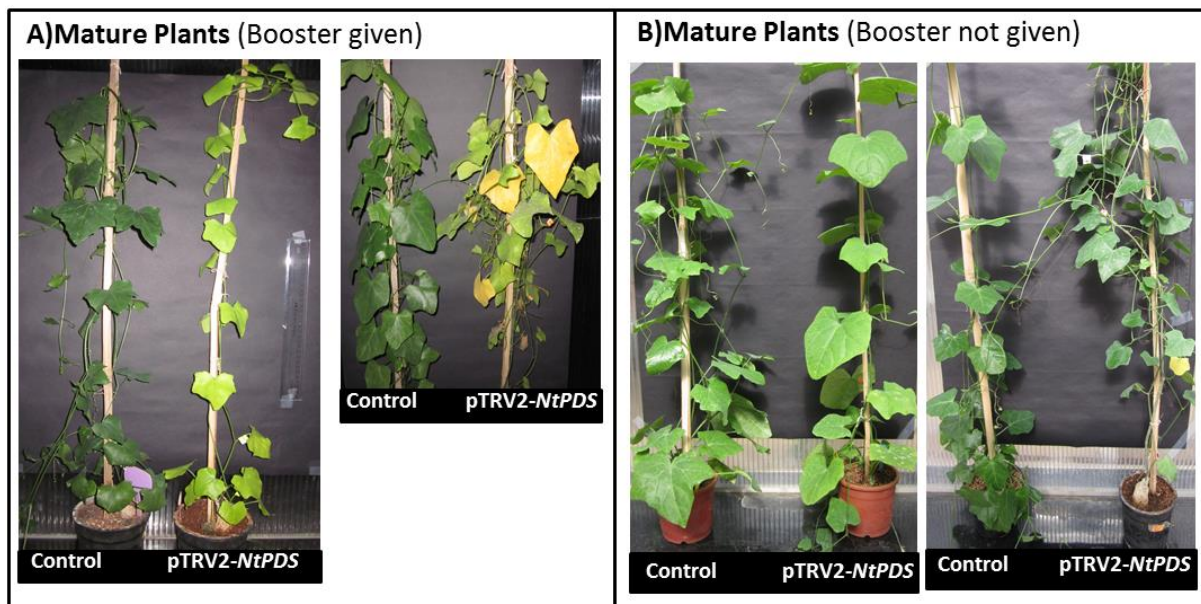 A)Mature Plants (Booster given)
Control pTRV2-NtPDS
Control pTRV2-NtPDS
B)Mature Plants (Booster not given)
Control pTRV2-NtPDS
Control pTRV2-NtPDS